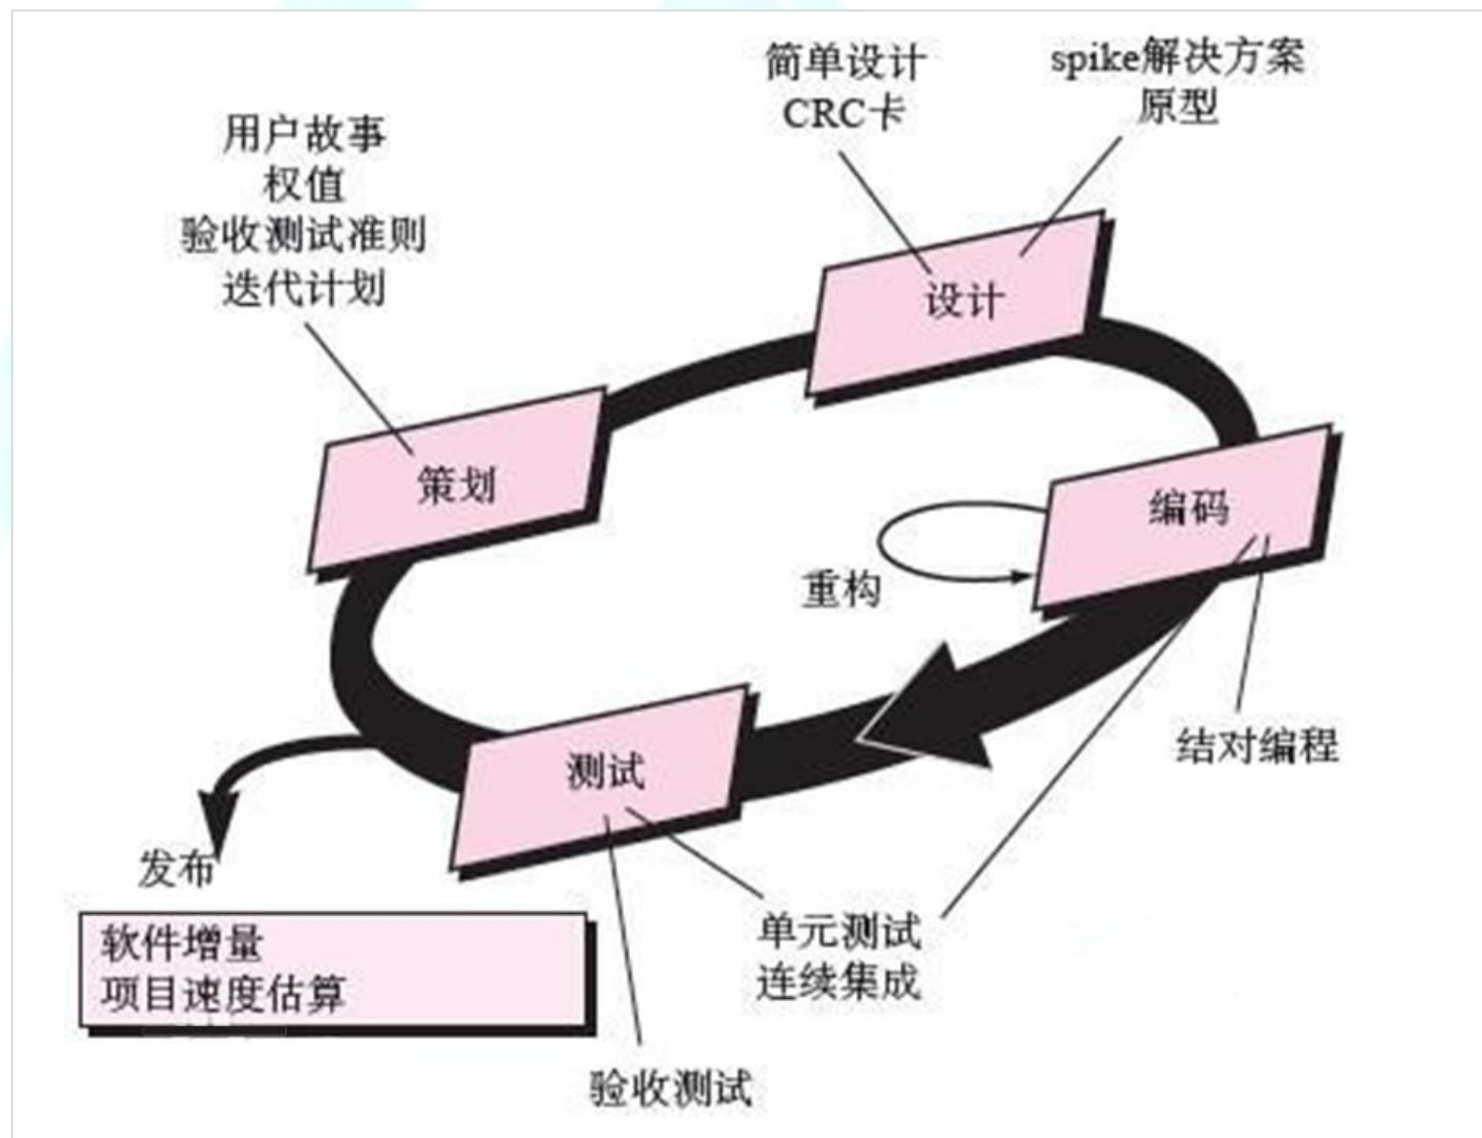 简单设计
CRC卡
spike解决方案
原型
用户故事
权值
验收测试准则
迭代计划
设计
策划
编码
重构
结对编程
测试
发布
软件增量
项目速度估算
单元测试
连续集成
验收测试